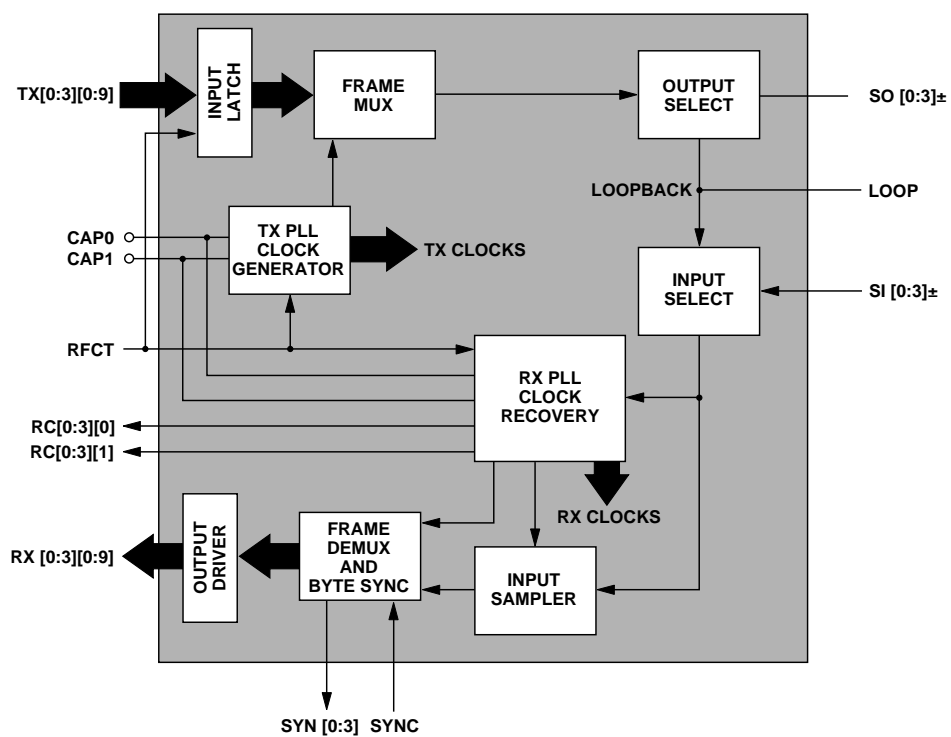 TX[0:3][0:9]
INPUT
LATCH
FRAME
MUX
OUTPUT
SELECT
SO [0:3]±
LOOPBACK
LOOP
CAP0
CAP1
TX PLL
CLOCK
GENERATOR
TX CLOCKS
INPUT
SELECT
SI [0:3]±
RFCT
RX PLL
CLOCK
RECOVERY
RC[0:3][0]
RC[0:3][1]
RX CLOCKS
RX [0:3][0:9]
OUTPUT
DRIVER
FRAME
DEMUX
AND
BYTE SYNC
INPUT
SAMPLER
SYN [0:3]
SYNC